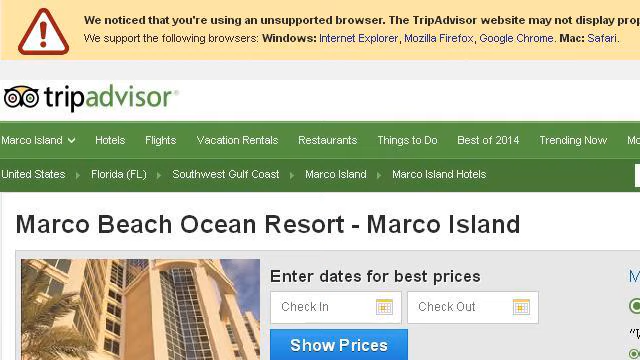 We noticed that you're using an unsupported browser. The TripAdvisor website may not display
We support the following browsers: Windows: Internet Explorer, Mozilla Firefox, Google Chrome. Mac: Safari.
tripadvisor®
Marco Island Hotels Flights Vacation Rentals Restaurants Things to Do Best of 2014 Trending Now
United States Florida (FL) Southwest Gulf Coast Marco Island Marco Island Hotels
Marco Beach Ocean Resort - Marco Island
Enter dates for best prices
Check In Check Out
Show Prices